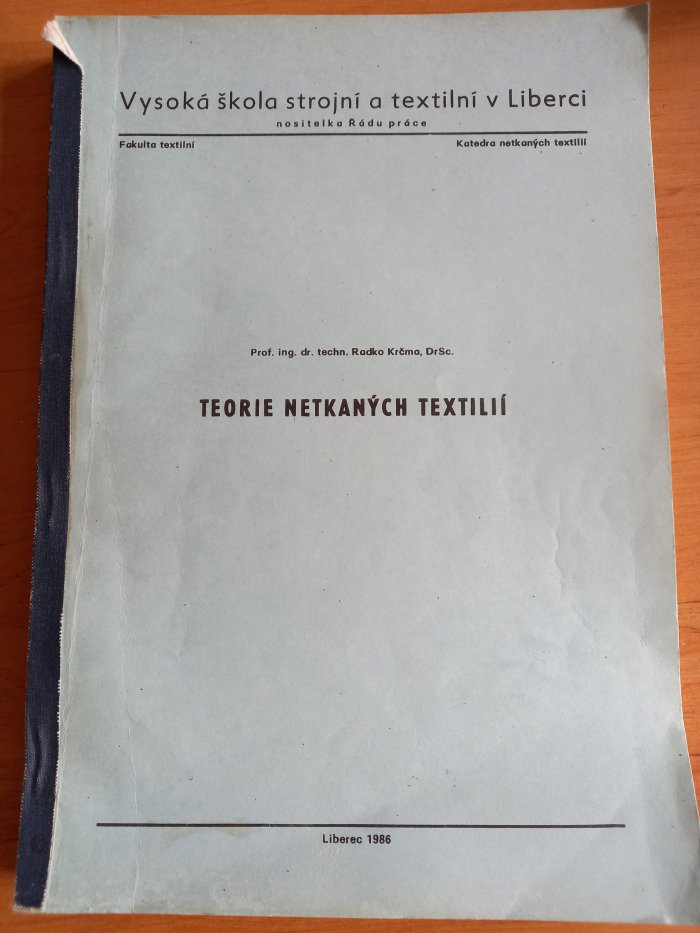 Vysoká škola strojní a textilní v Liberci
nositelka Řádu práce
Fakulta textilní
Katedra netkaných textilií
Prof. ing. dr. techn. Radko Krčma, DrSc.
TEORIE NETKANÝCH TEXTILIÍ
Liberec 1986